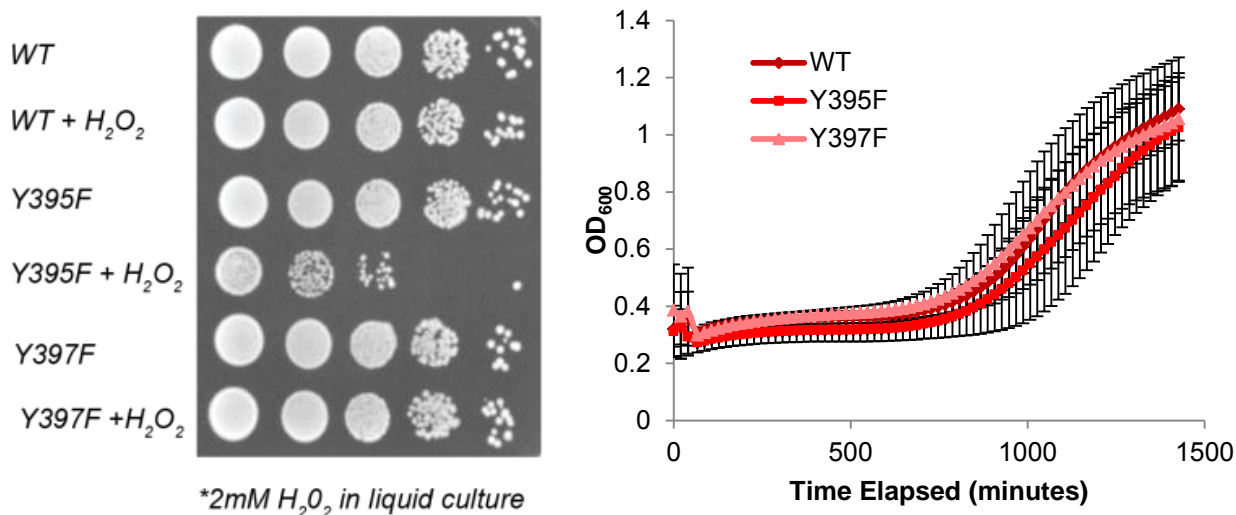 WT
WT + H₂O₂
Y395F
Y395F + H₂O₂
Y397F
Y397F +H₂O₂
*2mM H₂0₂ in liquid culture
OD₆₀₀
1.4
1.2
1
0.8
0.6
0.4
0.2
0
WT
Y395F
Y397F
0 500 1000 1500
Time Elapsed (minutes)